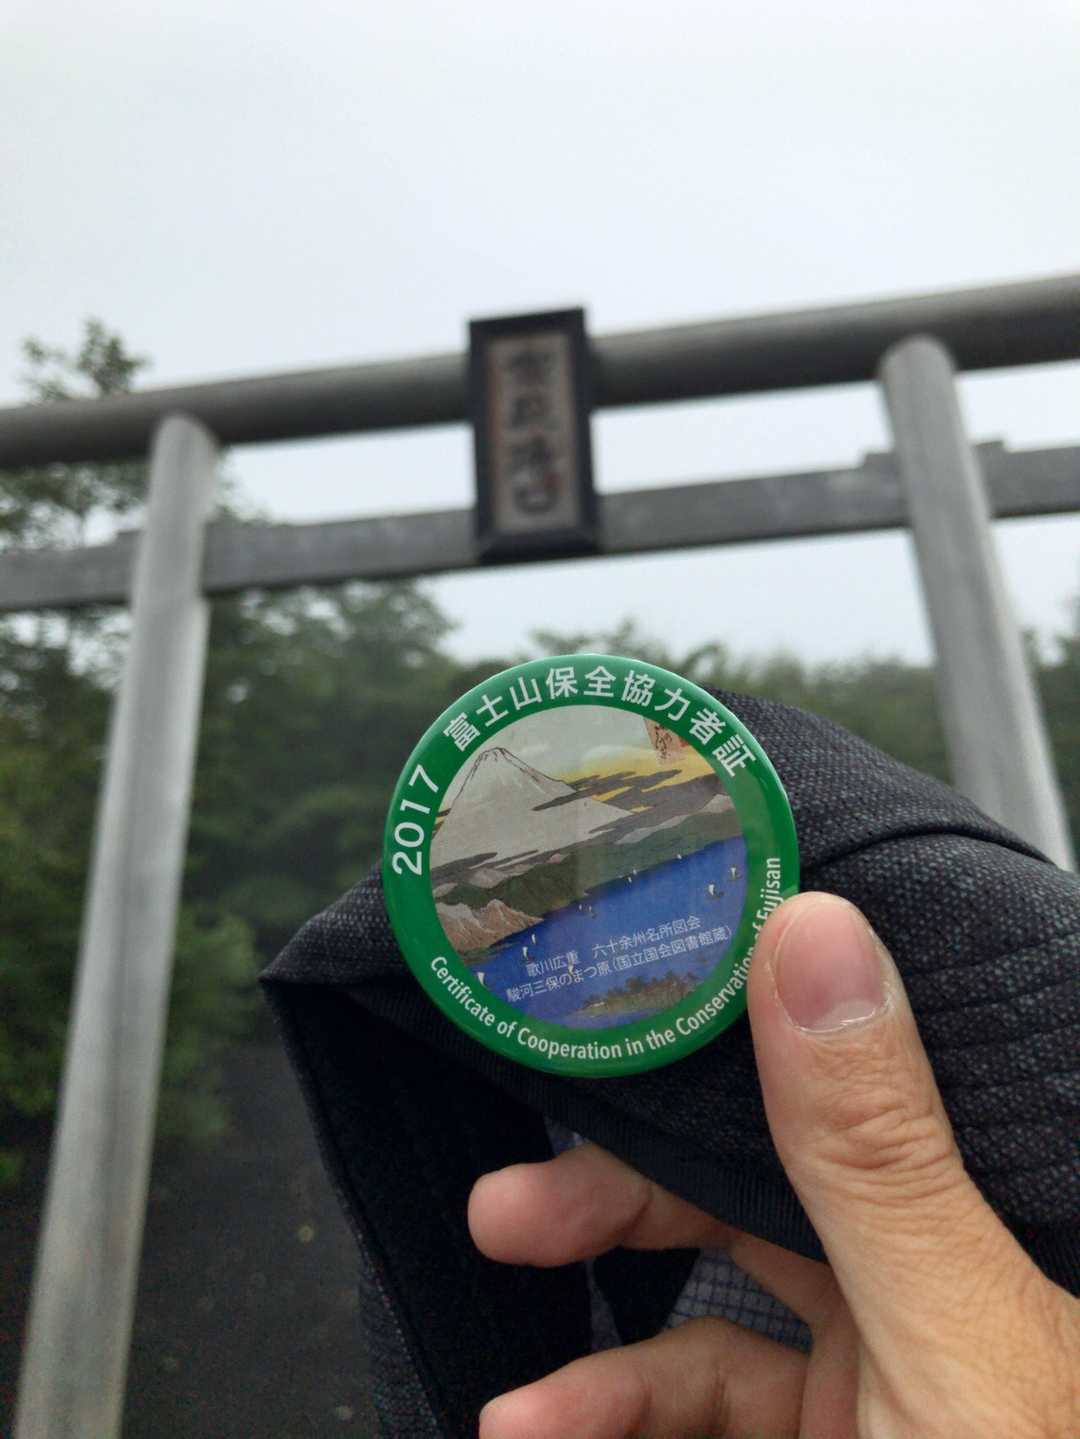 2017 富士山保全協力者証
歌川広重 六十余州名所図会
駿河三保のまつ原(国立国会図書館蔵)
Certificate of Cooperation in the Conservation of Fujisan